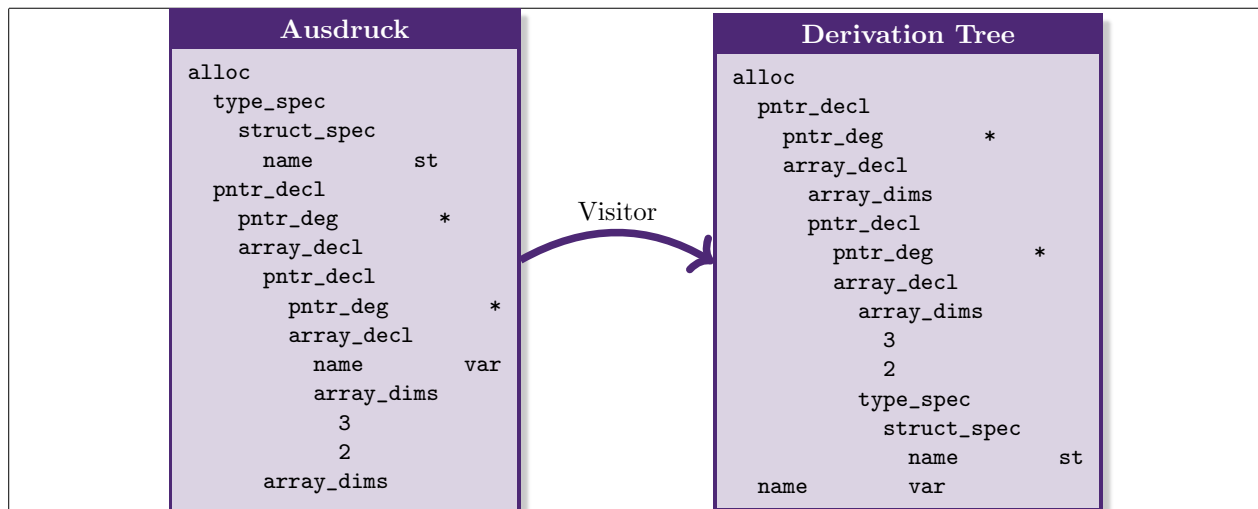 Ausdruck
alloc
  type_spec
    struct_spec
      name        st
  pntr_decl
    pntr_deg        *
    array_decl
      pntr_decl
        pntr_deg        *
        array_decl
          name        var
          array_dims
            3
            2
      array_dims
Visitor
Derivation Tree
alloc
  pntr_decl
    pntr_deg        *
    array_decl
      array_dims
      pntr_decl
        pntr_deg        *
        array_decl
          array_dims
            3
            2
          type_spec
            struct_spec
              name        st
  name        var